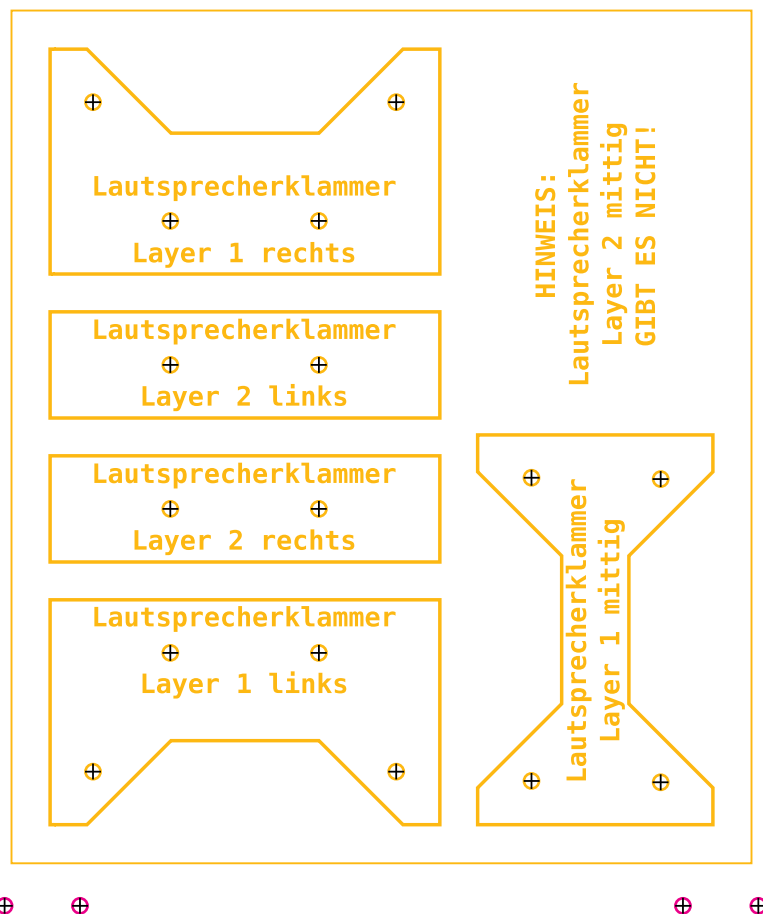 Lautsprecherklammer
Layer 1 rechts
Lautsprecherklammer
Layer 2 links
Lautsprecherklammer
Layer 2 rechts
Lautsprecherklammer
Layer 1 links
HINWEIS:
Lautsprecherklammer
Layer 2 mittig
GIBT ES NICHT!
Lautsprecherklammer
Layer 1 mittig